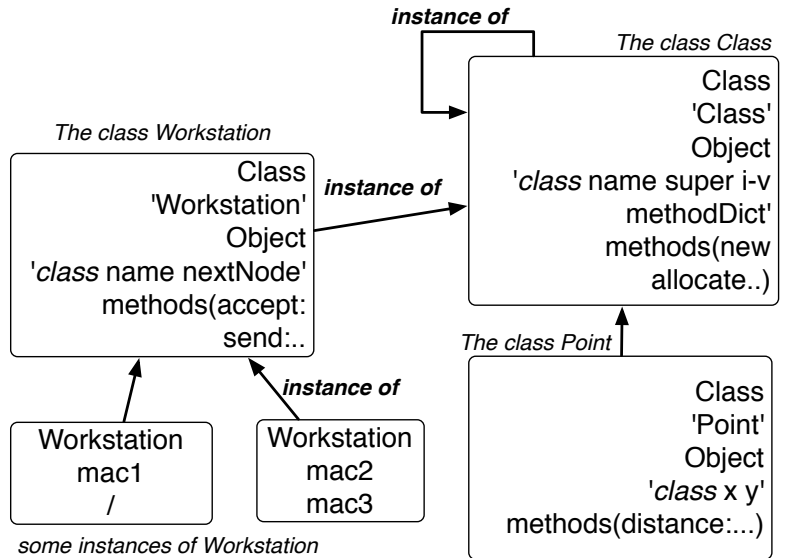 instance of
The class Class
Class
'Class'
Object
'class name super i-v
methodDict'
methods(new
allocate..)
The class Workstation
Class
'Workstation'
Object
'class name nextNode'
methods(accept:
send:..
instance of
The class Point
Class
'Point'
Object
'class x y'
methods(distance:...)
instance of
Workstation
mac1
/
Workstation
mac2
mac3
some instances of Workstation